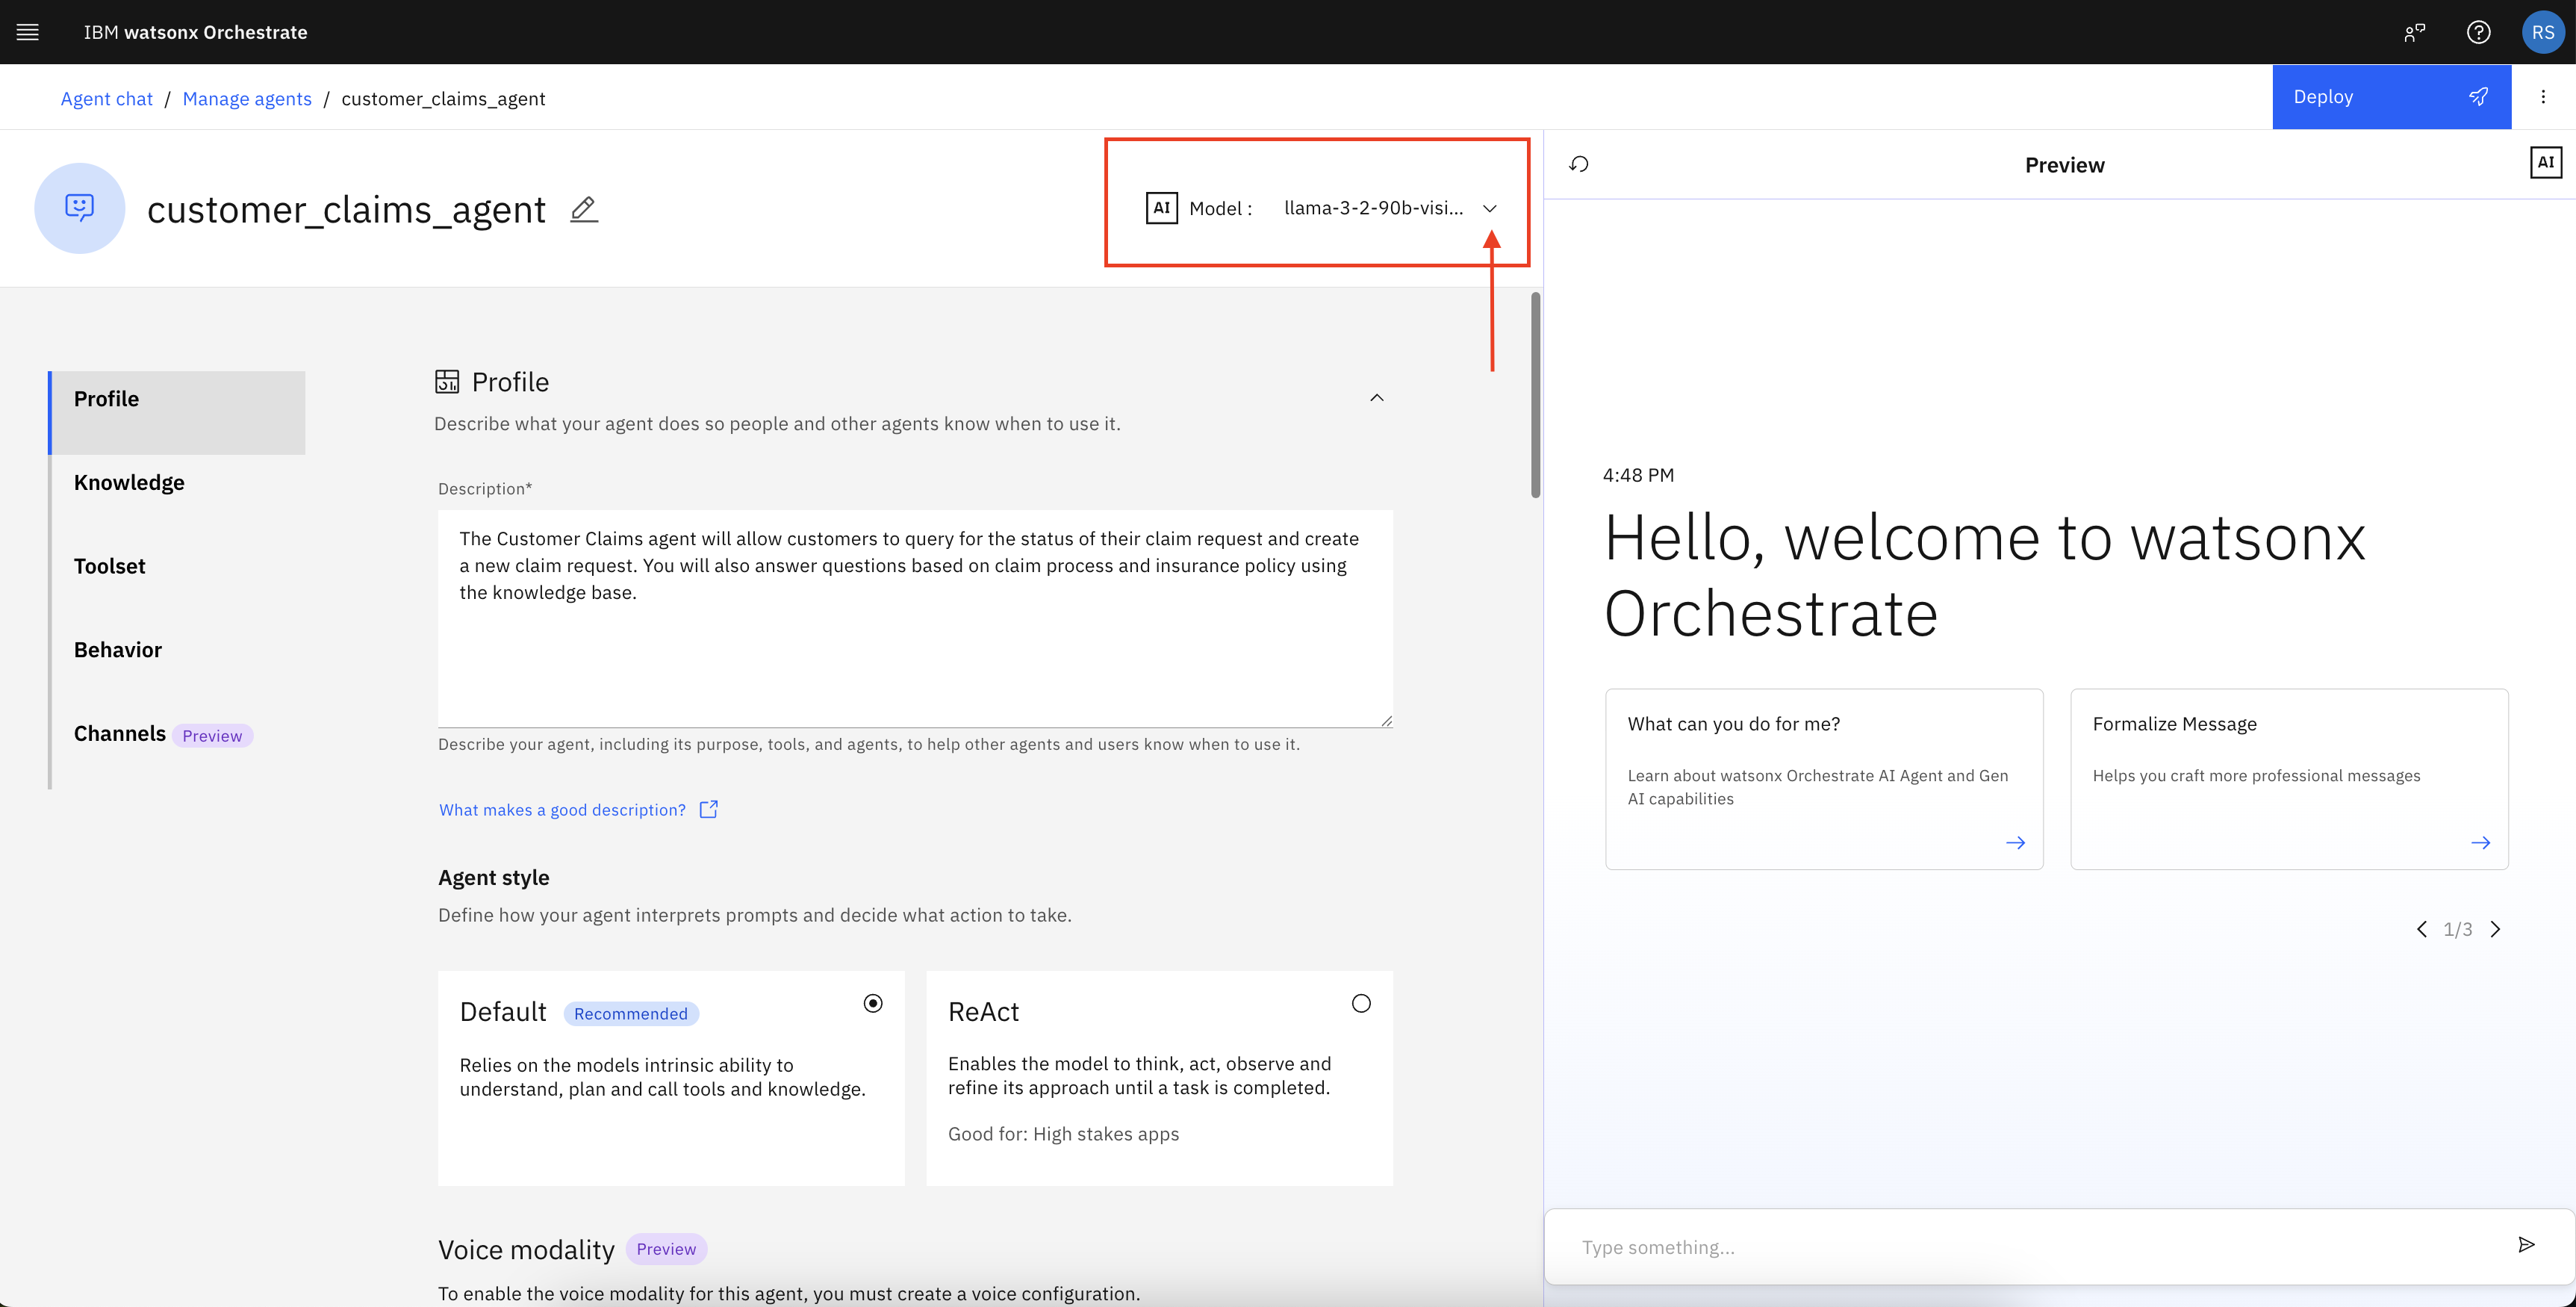 IBM watsonx Orchestrate
RS
Agent chat / Manage agents / customer_claims_agent
Deploy
customer_claims_agent
AI Model : llama-3-2-90b-visi...
Preview
AI
Profile
Knowledge
Toolset
Behavior
Channels Preview
Profile
Describe what your agent does so people and other agents know when to use it.
Description*
The Customer Claims agent will allow customers to query for the status of their claim request and create
a new claim request. You will also answer questions based on claim process and insurance policy using
the knowledge base.
Describe your agent, including its purpose, tools, and agents, to help other agents and users know when to use it.
What makes a good description?
Agent style
Define how your agent interprets prompts and decide what action to take.
Default Recommended
Relies on the models intrinsic ability to
understand, plan and call tools and knowledge.
ReAct
Enables the model to think, act, observe and
refine its approach until a task is completed.
Good for: High stakes apps
Voice modality Preview
To enable the voice modality for this agent, you must create a voice configuration.
4:48 PM
Hello, welcome to watsonx
Orchestrate
What can you do for me?
Learn about watsonx Orchestrate AI Agent and Gen
AI capabilities
Formalize Message
Helps you craft more professional messages
1/3
Type something...